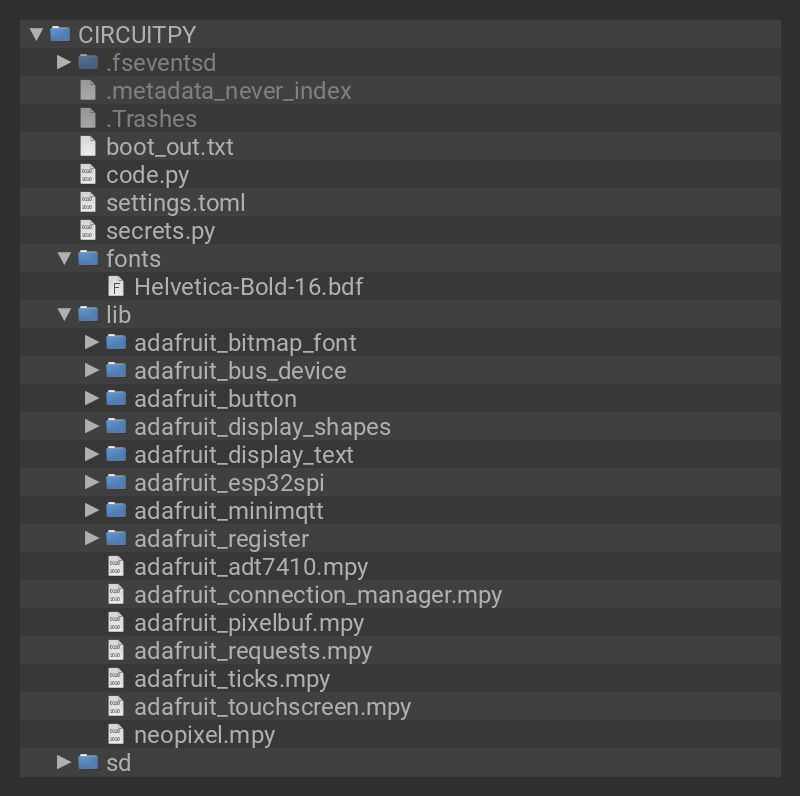 CIRCUITPY
.fseventsd
.metadata_never_index
.Trashes
boot_out.txt
code.py
settings.toml
secrets.py
fonts
Helvetica-Bold-16.bdf
lib
adafruit_bitmap_font
adafruit_bus_device
adafruit_button
adafruit_display_shapes
adafruit_display_text
adafruit_esp32spi
adafruit_minimqtt
adafruit_register
adafruit_adt7410.mpy
adafruit_connection_manager.mpy
adafruit_pixelbuf.mpy
adafruit_requests.mpy
adafruit_ticks.mpy
adafruit_touchscreen.mpy
neopixel.mpy
sd